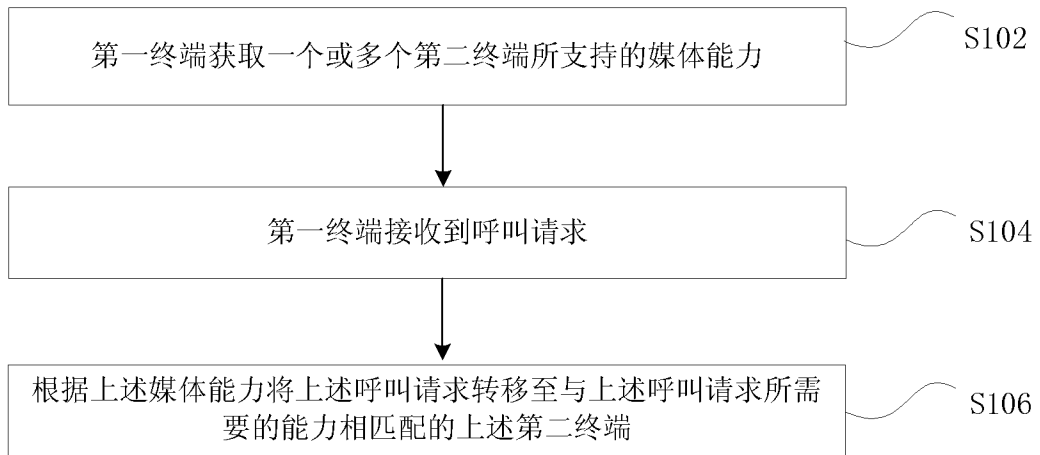 第一终端获取一个或多个第二终端所支持的媒体能力
S102
第一终端接收到呼叫请求
S104
根据上述媒体能力将上述呼叫请求转移至与上述呼叫请求所需
要的能力相匹配的上述第二终端
S106